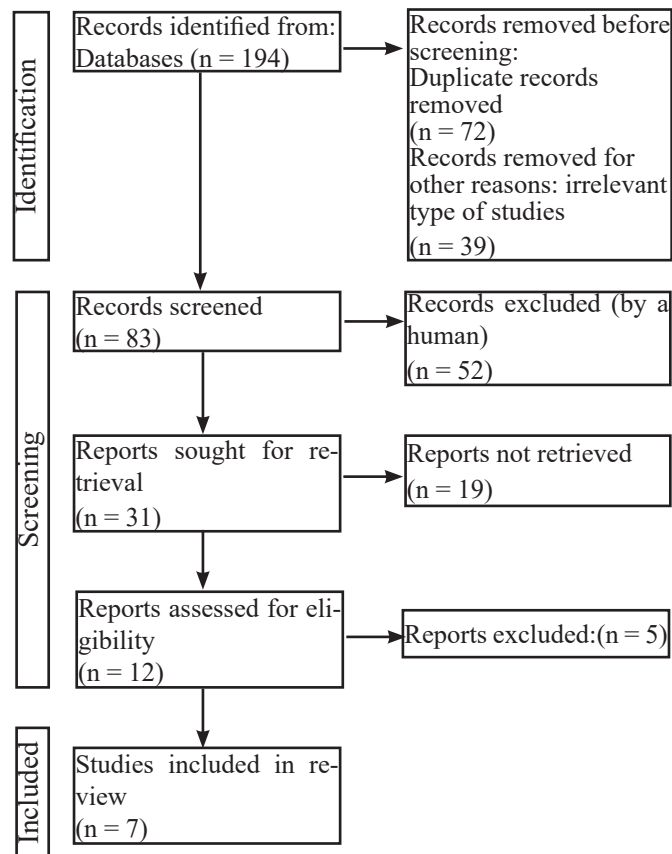 Identification
Records identified from:
Databases (n = 194)
Records removed before
screening:
Duplicate records
removed
(n = 72)
Records removed for
other reasons: irrelevant
type of studies
(n = 39)
Screening
Records screened
(n = 83)
Records excluded (by a
human)
(n = 52)
Reports sought for re-
trieval
(n = 31)
Reports not retrieved
(n = 19)
Reports assessed for eli-
gibility
(n = 12)
Reports excluded:(n = 5)
Included
Studies included in re-
view
(n = 7)